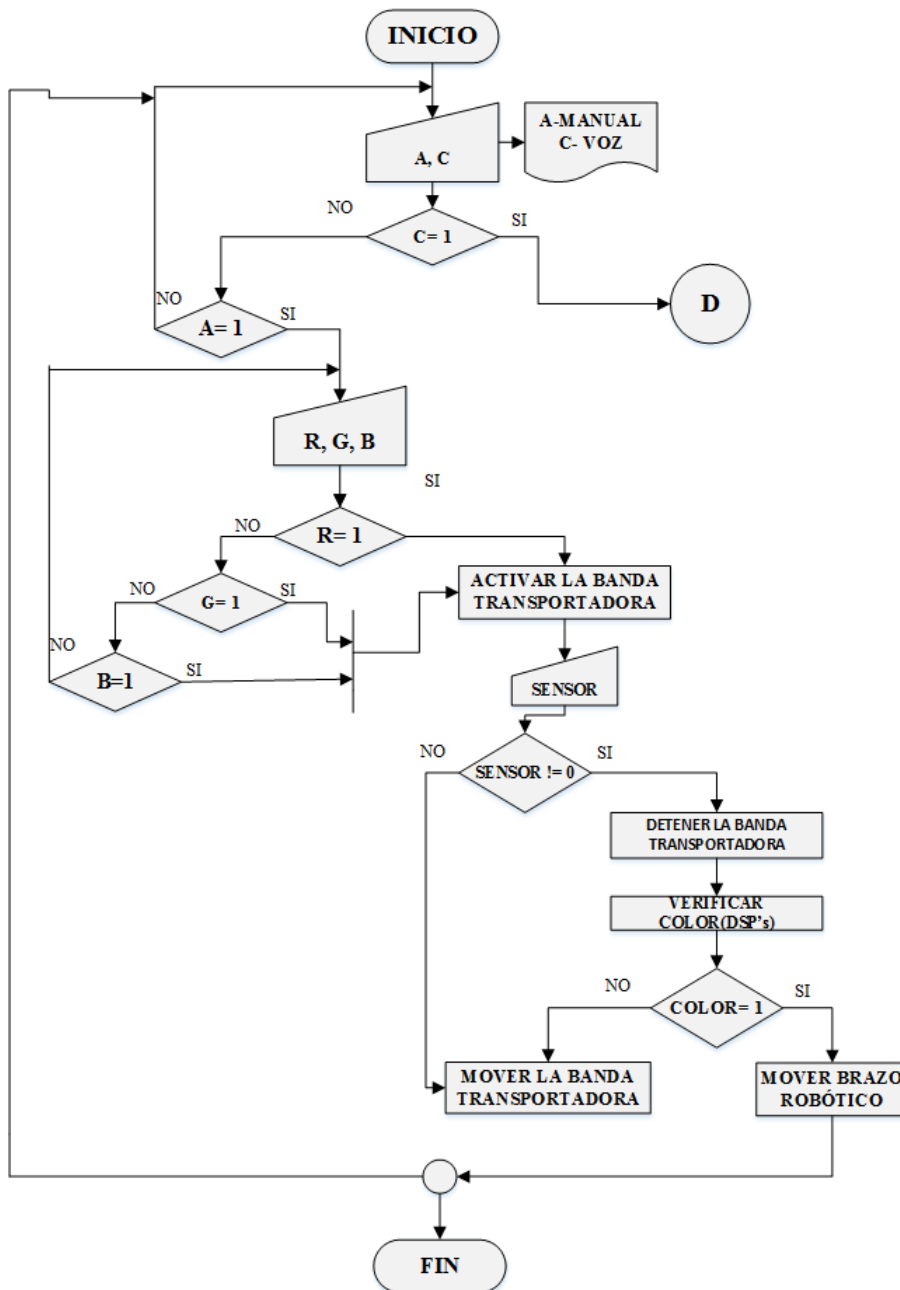 INICIO
A, C
A-MANUAL
C- VOZ
NO
C= 1
SI
D
NO
A= 1
SI
R, G, B
SI
NO
R= 1
NO
G= 1
SI
ACTIVAR LA BANDA
TRANSPORTADORA
NO
B=1
SI
SENSOR
NO
SENSOR != 0
SI
DETENER LA BANDA
TRANSPORTADORA
VERIFICAR
COLOR(DSP's)
NO
COLOR= 1
SI
MOVER LA BANDA
TRANSPORTADORA
MOVER BRAZO
ROBÓTICO
FIN